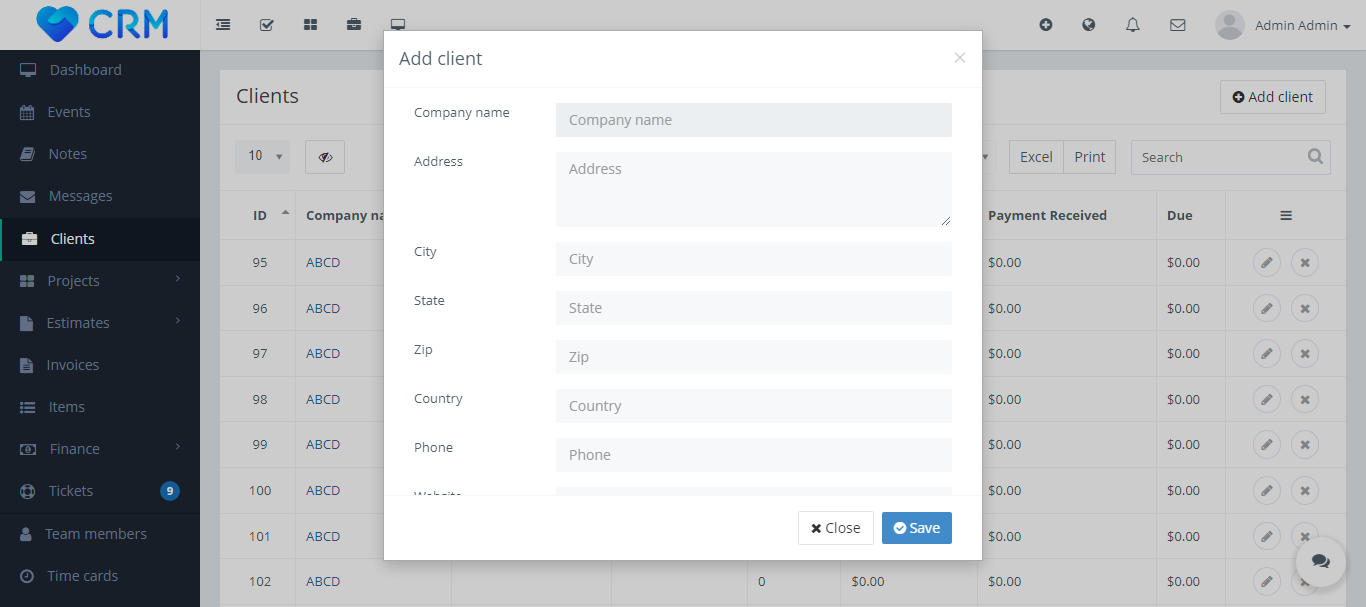 CRM
Admin Admin
Dashboard
Events
Notes
Messages
Clients
Projects
Estimates
Invoices
Items
Finance
Tickets 9
Team members
Time cards
Clients
Add client
10
Excel Print Search
ID Company na Payment Received Due
95 ABCD $0.00 $0.00
96 ABCD $0.00 $0.00
97 ABCD $0.00 $0.00
98 ABCD $0.00 $0.00
99 ABCD $0.00 $0.00
100 ABCD $0.00 $0.00
101 ABCD $0.00 $0.00
102 ABCD 0 $0.00 $0.00 $0.00
Add client
Company name Company name
Address Address
City City
State State
Zip Zip
Country Country
Phone Phone
Website
Close Save